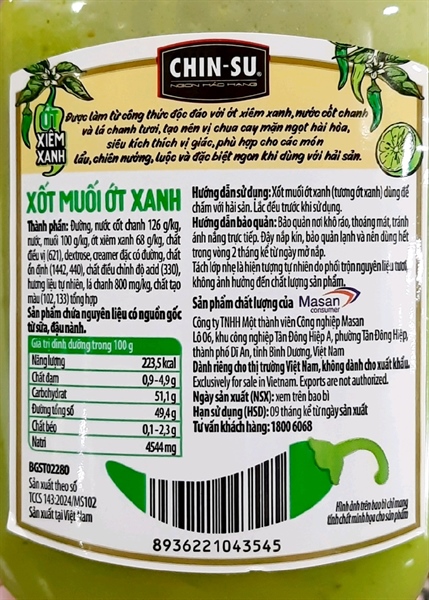 CHIN-SU®
NGON KHÁC HẠNG
ỚT
XIÊM
XANH
Được làm từ công thức độc đáo với ớt xiêm xanh, nước cốt chanh
và lá chanh tươi, tạo nên vị chua cay mặn ngọt hài hòa,
siêu kích thích vị giác, phù hợp cho các món
lẩu, chiên nướng, luộc và đặc biệt ngon khi dùng với hải sản.
XỐT MUỐI ỚT XANH
Thành phần: Đường, nước cốt chanh 126 g/kg,
nước, muối 100 g/kg, ớt xiêm xanh 68 g/kg, chất
điều vị (621), dextrose, creamer đặc có đường, chất
ổn định (1442, 440), chất điều chỉnh độ acid (330),
hương liệu tự nhiên, lá chanh 800 mg/kg, chất tạo
màu (102,133) tổng hợp
Sản phẩm chứa nguyên liệu có nguồn gốc
từ sữa, đậu nành.
Giá trị dinh dưỡng trong 100 g
Năng lượng 223,5 kcal
Chất đạm 0,9-4,9 g
Carbohydrat 51,1 g
Đường tổng số 49,4 g
Chất béo 0,1-2,3 g
Natri 4544 mg
BGST02280
Sản xuất theo số
TCCS 143:2024/MS102
Sản xuất tại Việt Nam
Hướng dẫn sử dụng: Xốt muối ớt xanh (tương ớt xanh) dùng để
chấm với hải sản. Lắc đều trước khi sử dụng.
Hướng dẫn bảo quản: Bảo quản nơi khô ráo, thoáng mát, tránh
ánh nắng trực tiếp. Đậy nắp kín, bảo quản lạnh và nên dùng hết
trong vòng 2 tháng kể từ ngày mở nắp.
Tách lớp nhẹ là hiện tượng tự nhiên do phối trộn nguyên liệu tươi,
không ảnh hưởng đến chất lượng sản phẩm.
Sản phẩm chất lượng của Masan
consumer
Công ty TNHH Một thành viên Công nghiệp Masan
Lô 06, khu công nghiệp Tân Đông Hiệp A, phường Tân Đông Hiệp,
thành phố Dĩ An, tỉnh Bình Dương, Việt Nam
Dành riêng cho thị trường Việt Nam, không dành cho xuất khẩu.
Exclusively for sale in Vietnam. Exports are not authorized.
Ngày sản xuất (NSX): xem trên bao bì
Hạn sử dụng (HSD): 09 tháng kể từ ngày sản xuất
Tư vấn khách hàng: 1800 6068
8936221043545
Hình ảnh trên bao bì chỉ mang
tính chất minh họa cho sản phẩm